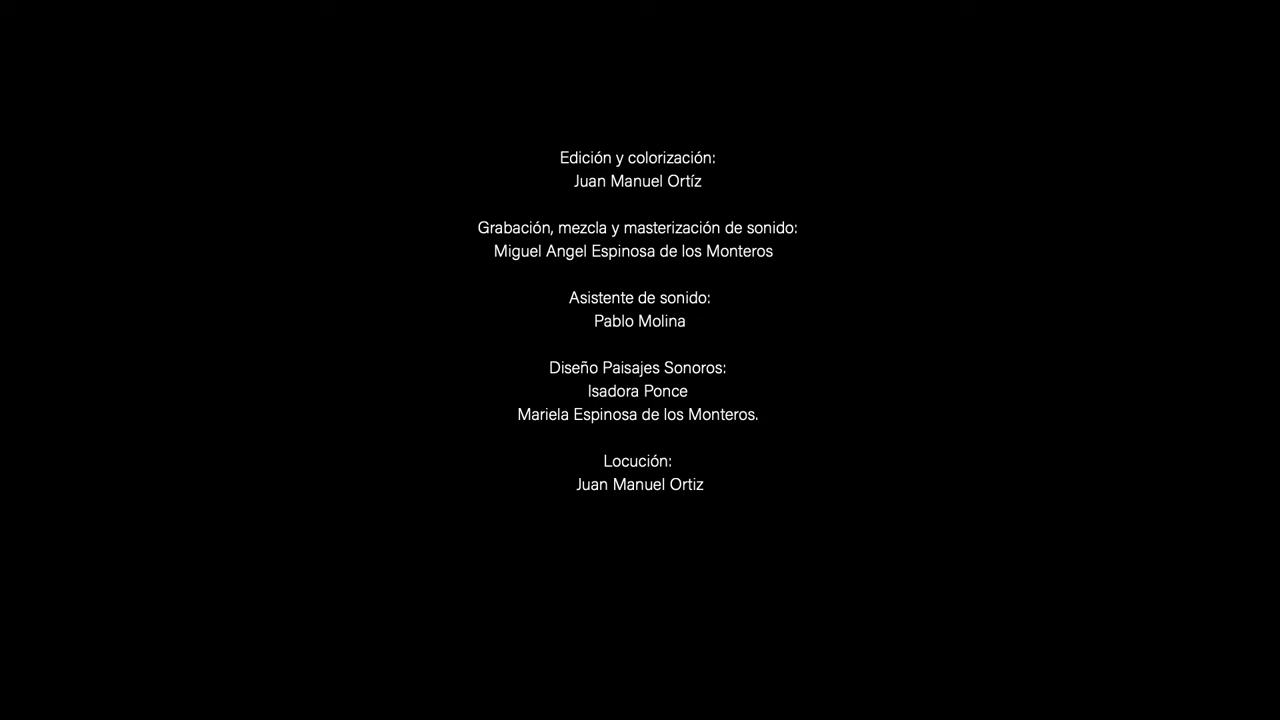 Edición y colorización:
Juan Manuel Ortíz
Grabación, mezcla y masterización de sonido:
Miguel Angel Espinosa de los Monteros
Asistente de sonido:
Pablo Molina
Diseño Paisajes Sonoros:
Isadora Ponce
Mariela Espinosa de los Monteros.
Locución:
Juan Manuel Ortiz